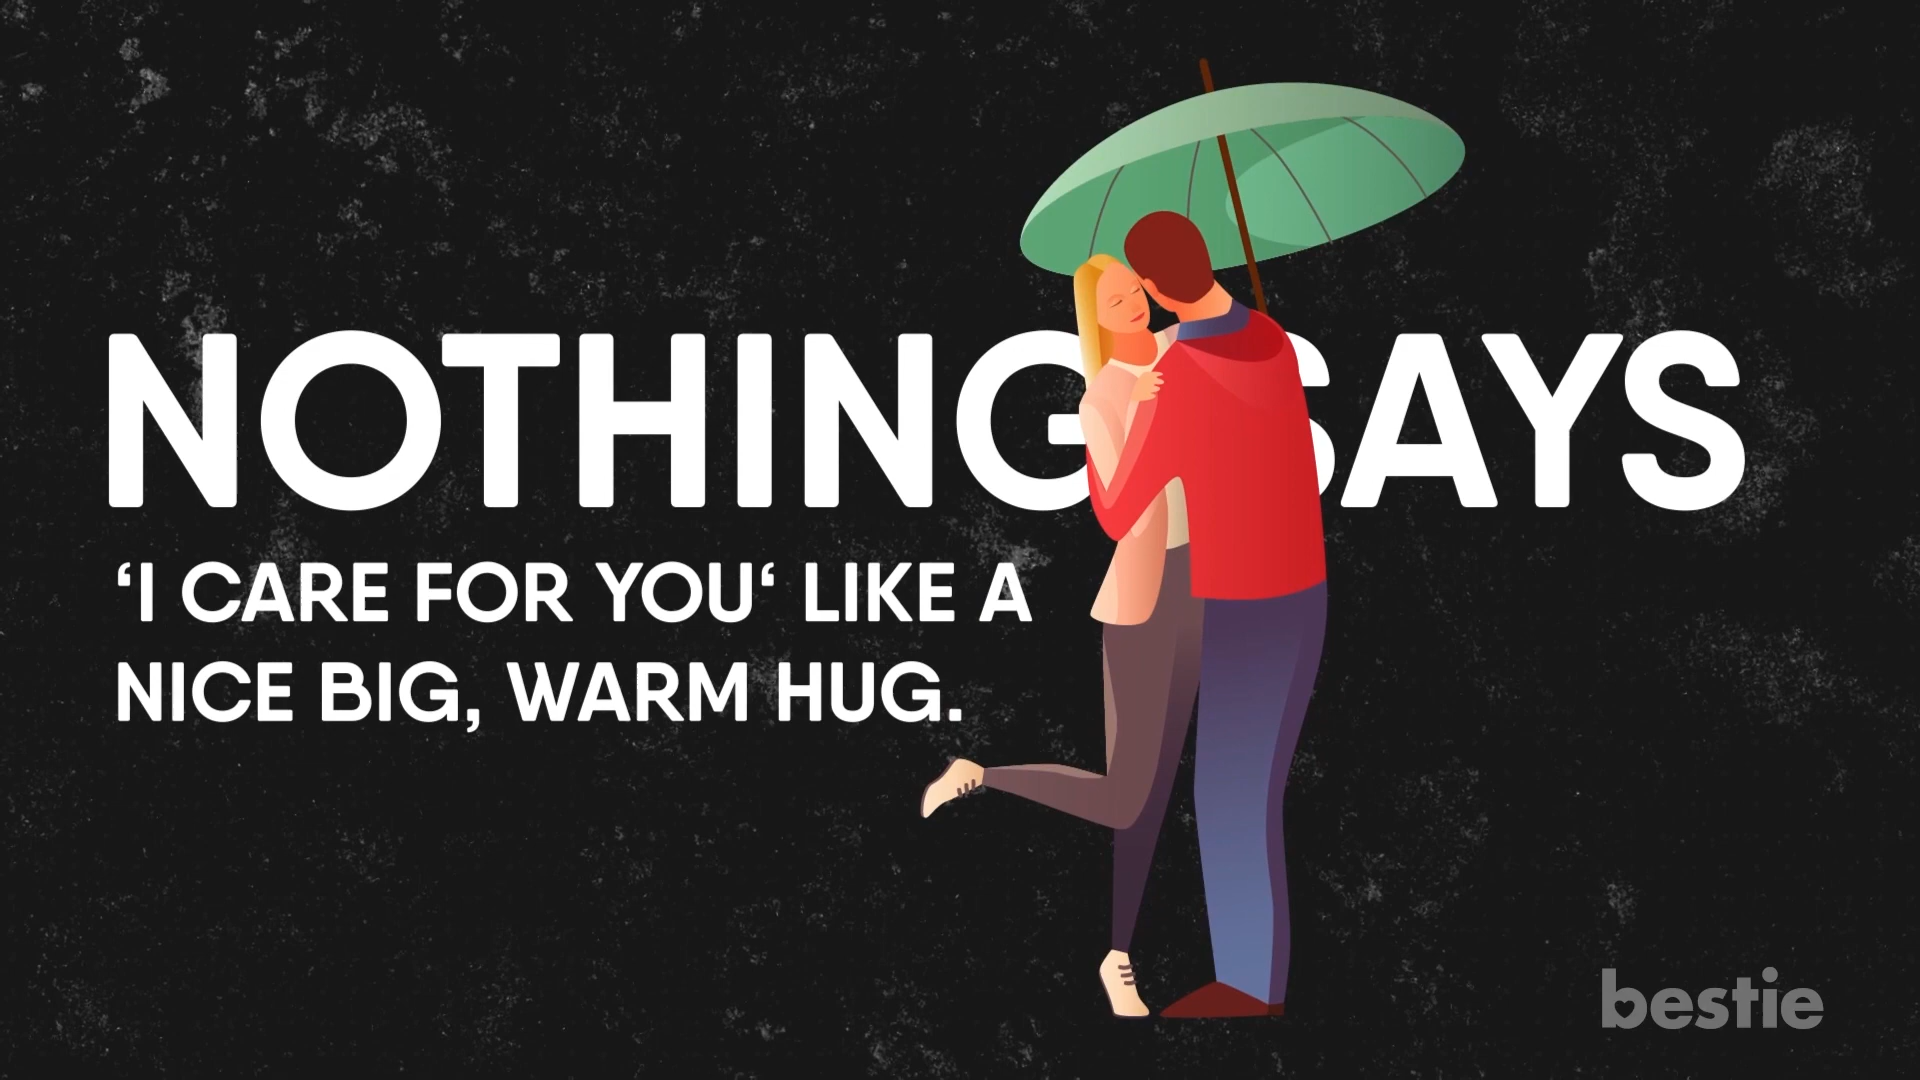 NOTHING SAYS
‘I CARE FOR YOU‘ LIKE A
NICE BIG, WARM HUG.
bestie